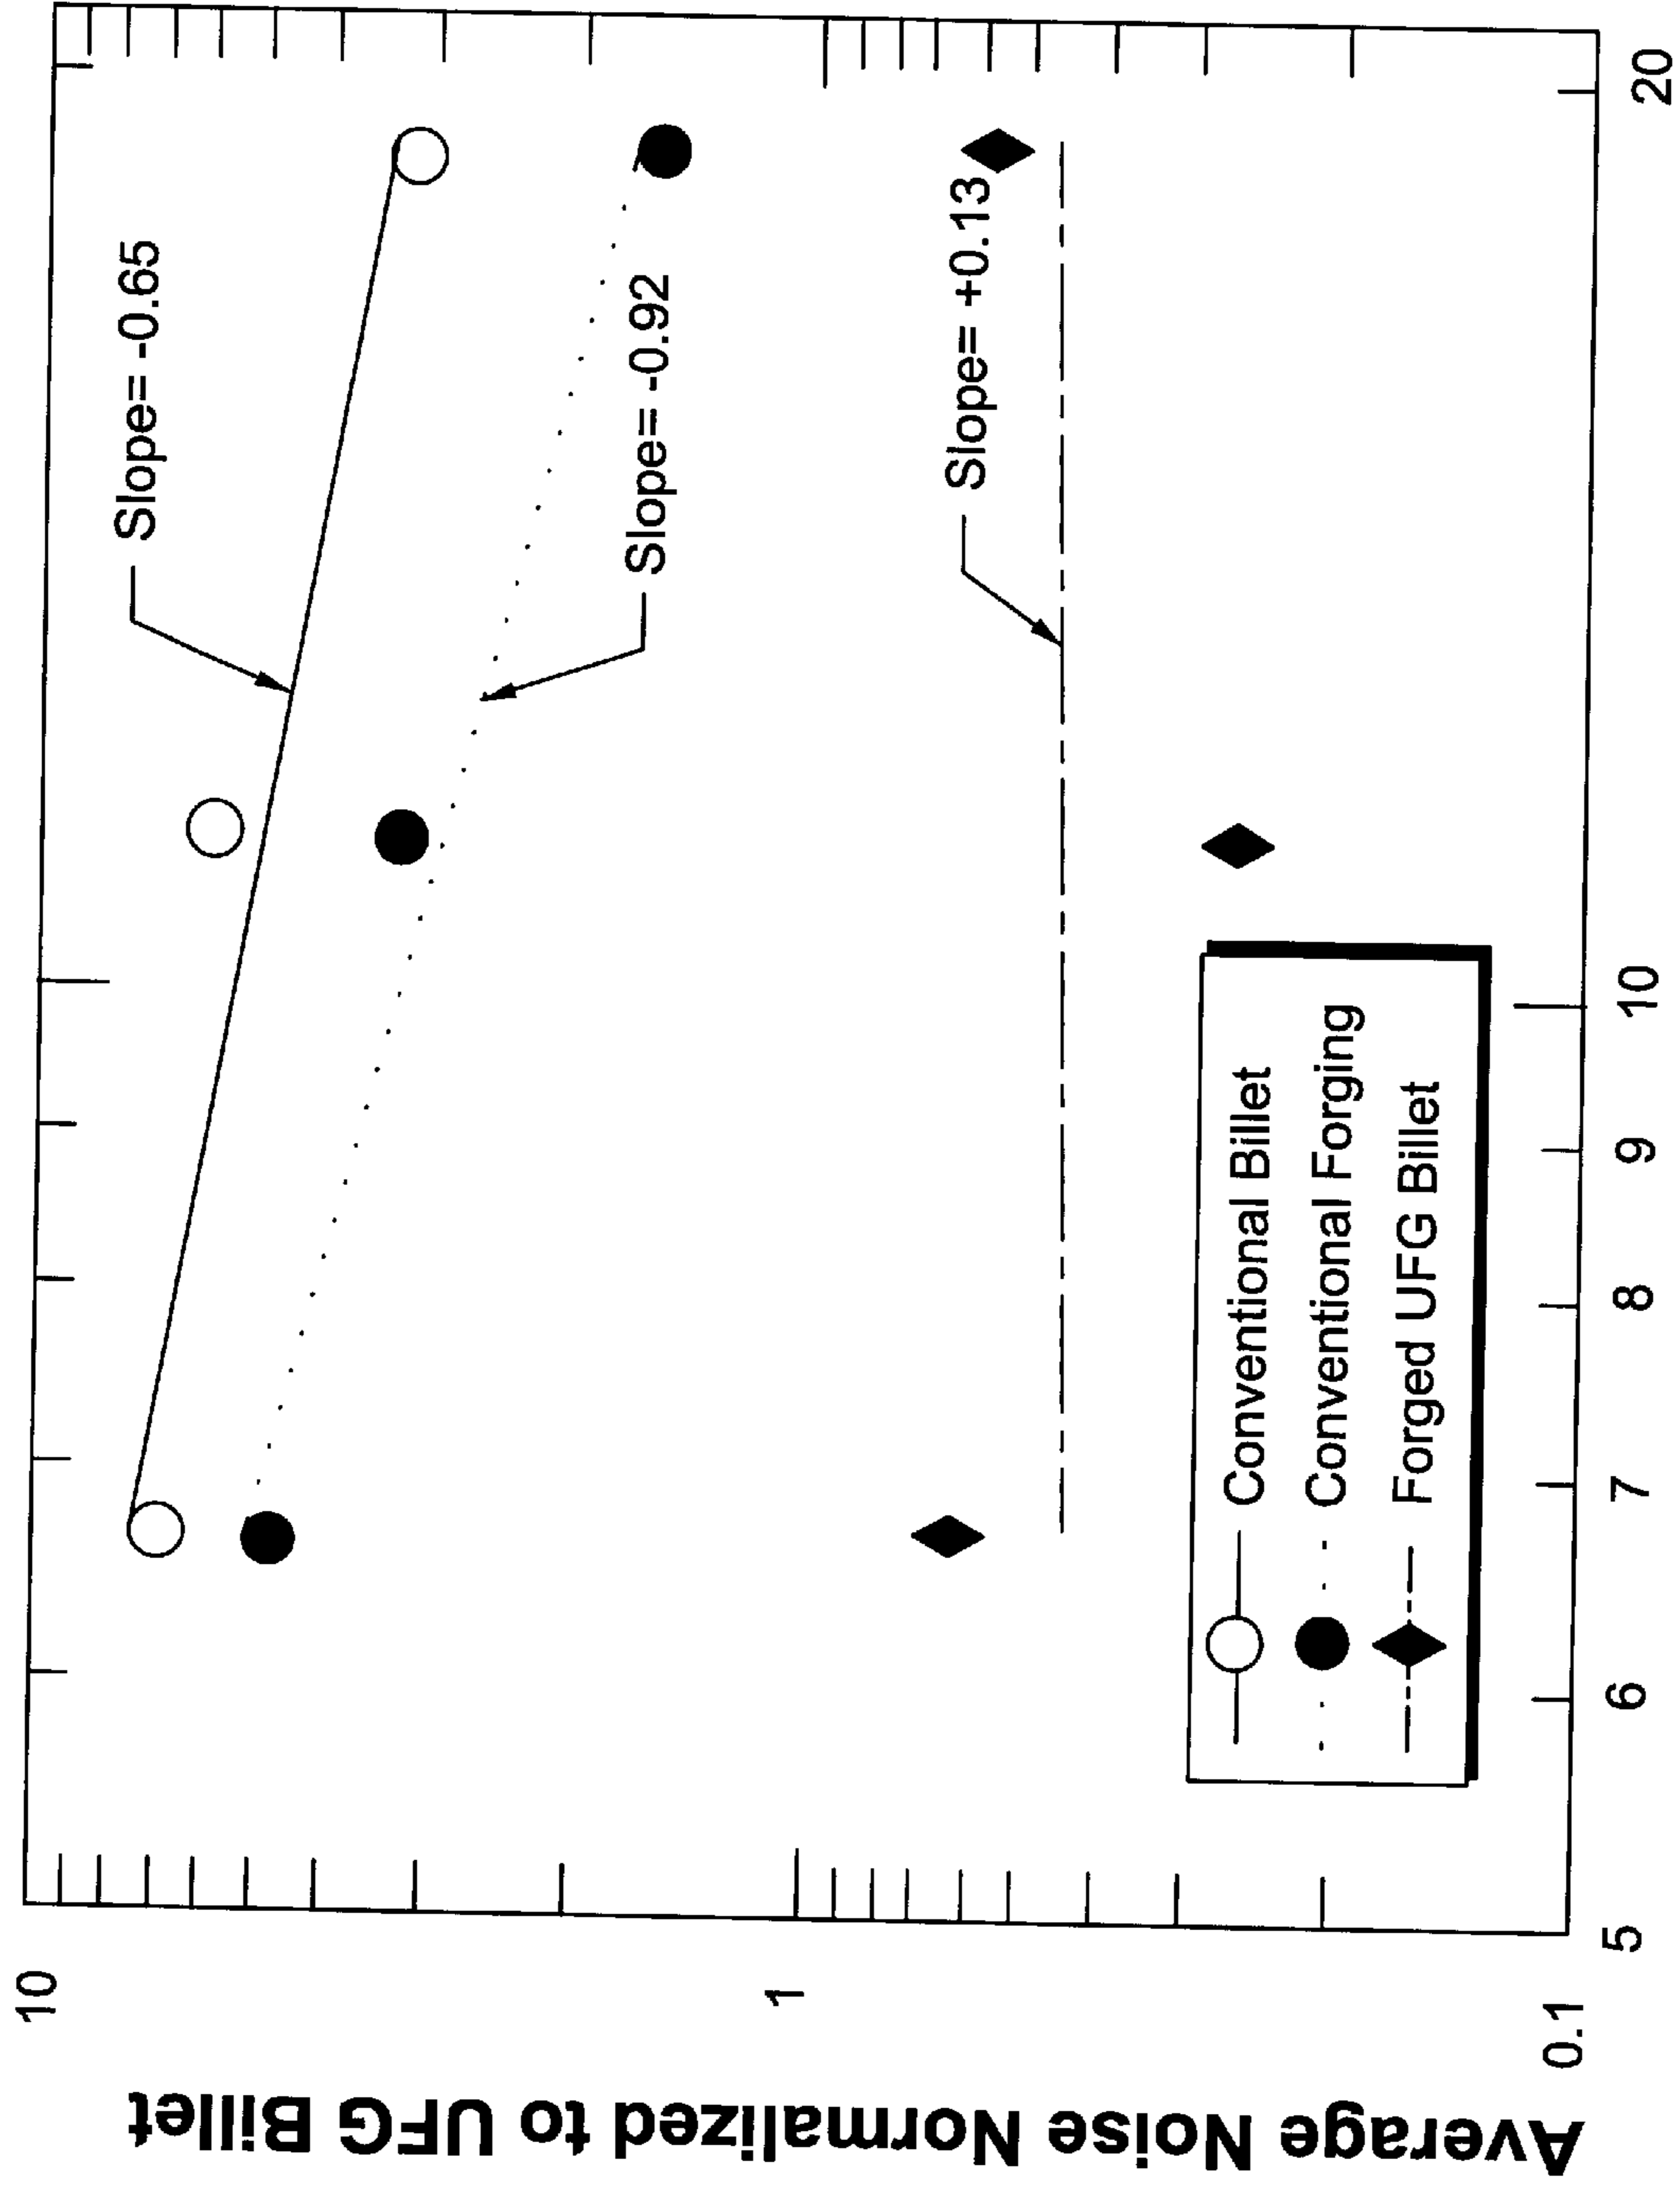 Average Noise Normalized to UFG Billet
10
1
0.1
Slope= -0.65
Slope= -0.92
Slope= +0.13
Conventional Billet
Conventional Forging
Forged UFG Billet
5 6 7 8 9 10 20